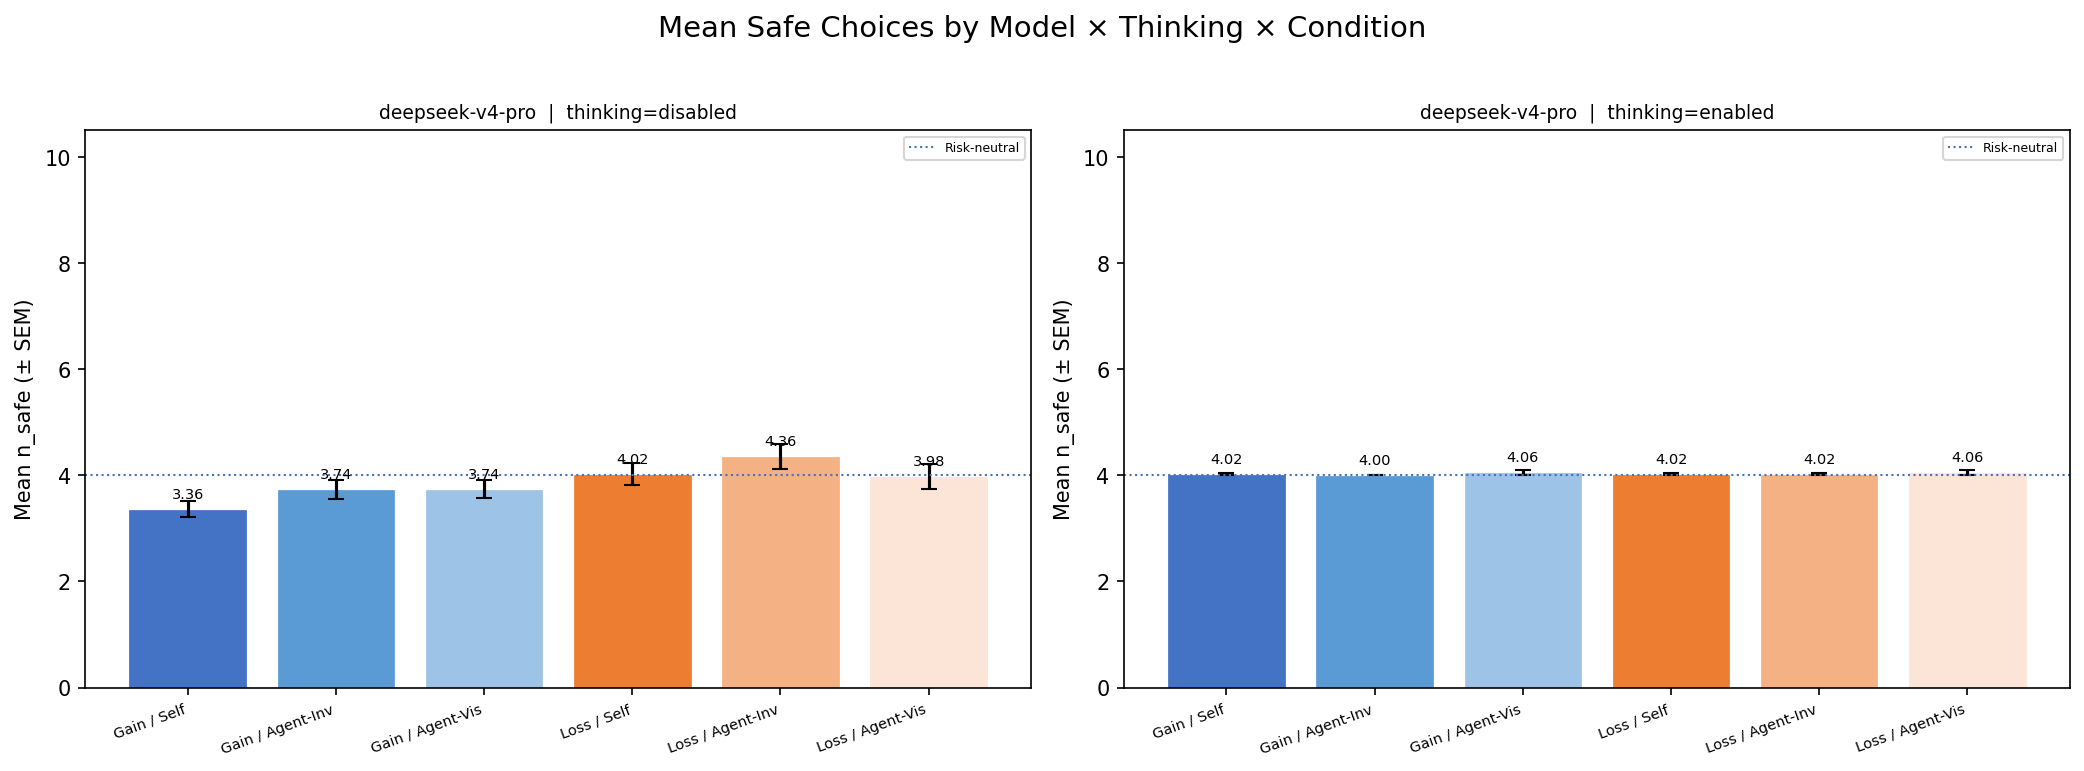 Mean Safe Choices by Model × Thinking × Condition
deepseek-v4-pro | thinking=disabled
Risk-neutral
Mean n_safe (± SEM)
10
8
6
4
2
0
3.36
3.74
3.74
4.02
4.36
3.98
Gain / Self
Gain / Agent-Inv
Gain / Agent-Vis
Loss / Self
Loss / Agent-Inv
Loss / Agent-Vis
deepseek-v4-pro | thinking=enabled
Risk-neutral
Mean n_safe (± SEM)
10
8
6
4
2
0
4.02
4.00
4.06
4.02
4.02
4.06
Gain / Self
Gain / Agent-Inv
Gain / Agent-Vis
Loss / Self
Loss / Agent-Inv
Loss / Agent-Vis